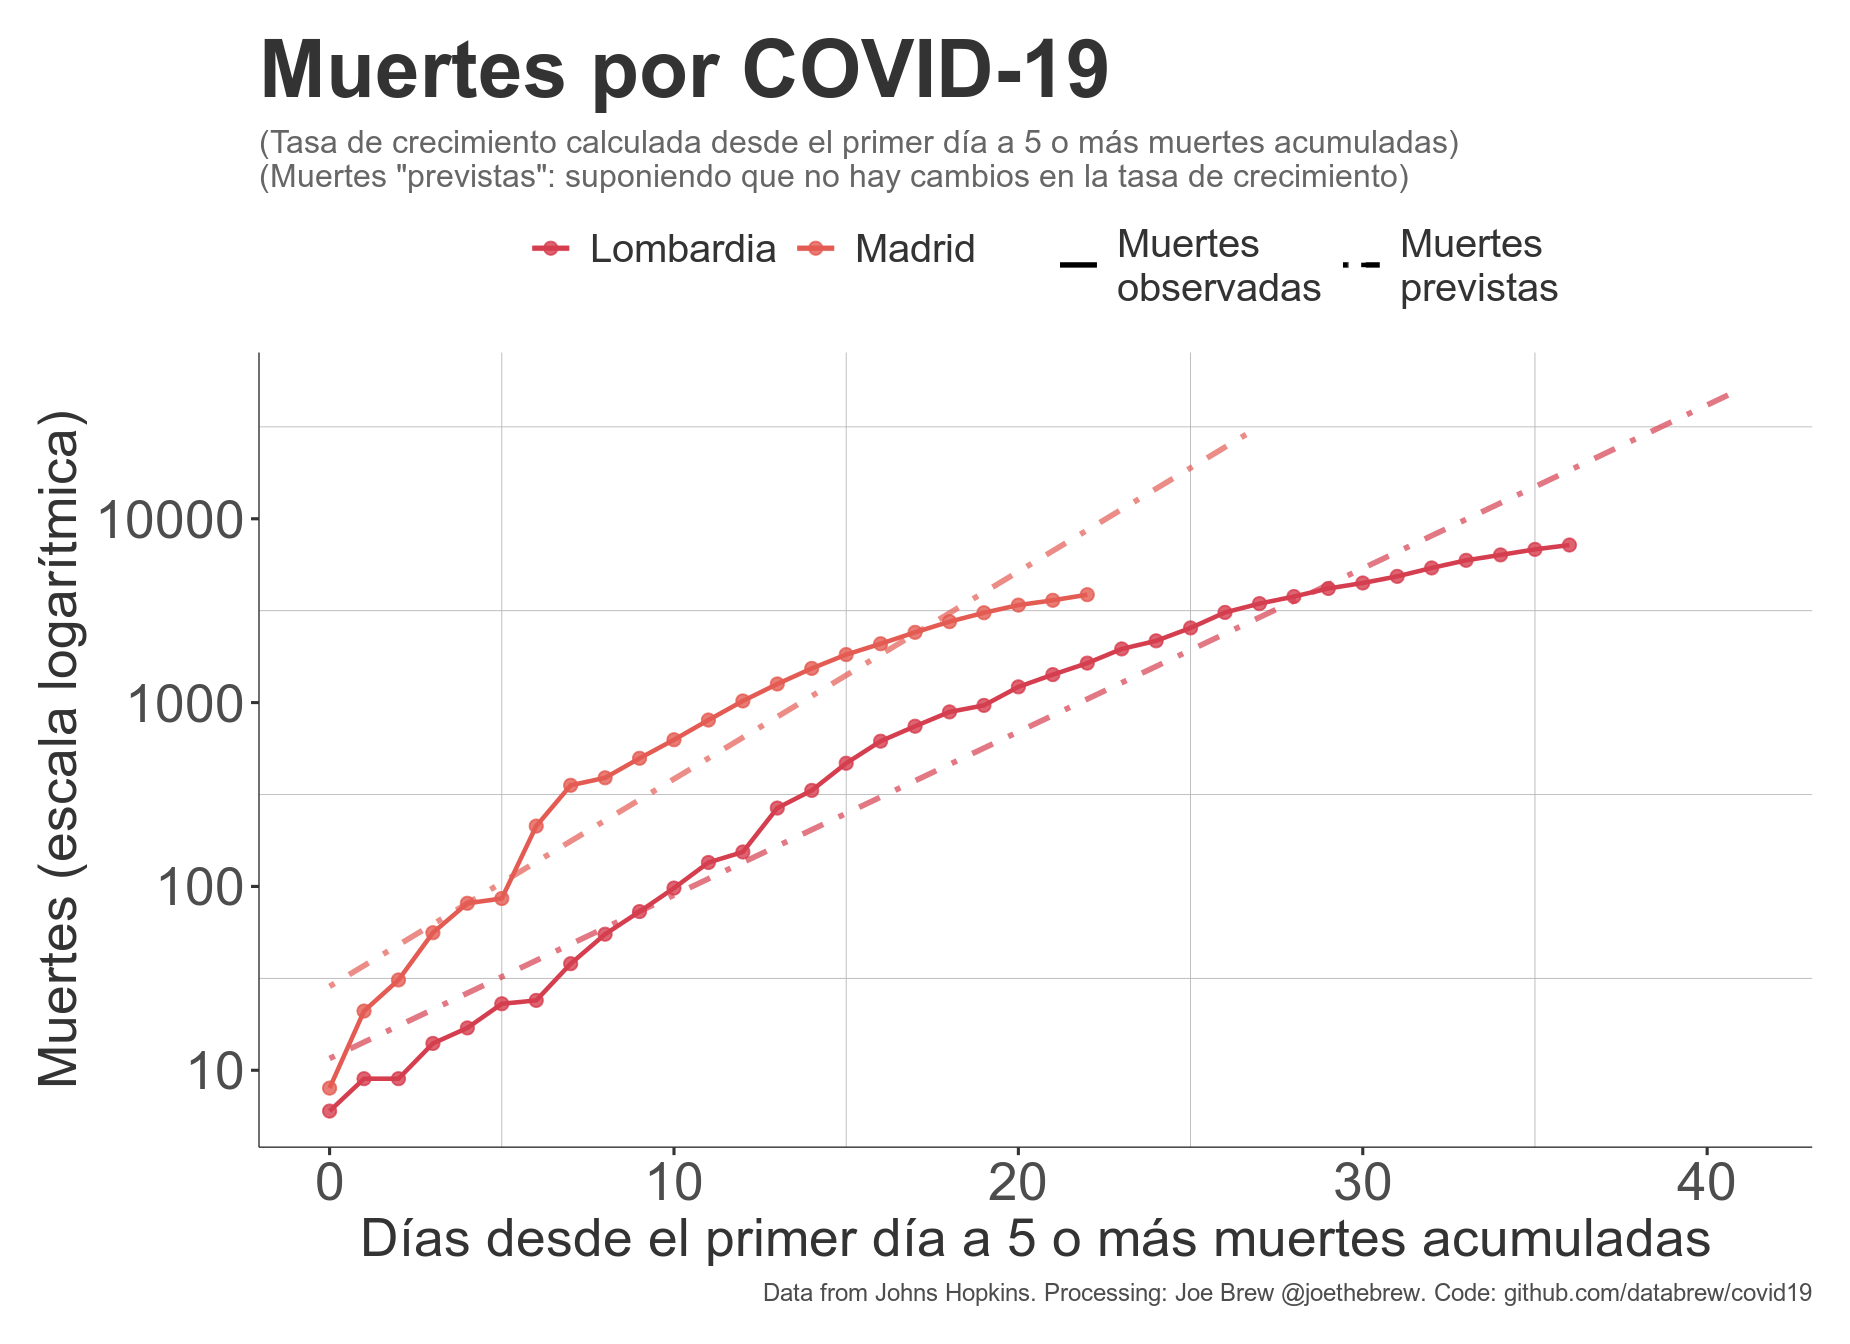 Muertes por COVID-19
(Tasa de crecimiento calculada desde el primer día a 5 o más muertes acumuladas)
(Muertes "previstas": suponiendo que no hay cambios en la tasa de crecimiento)
Lombardia
Madrid
Muertes
observadas
Muertes
previstas
Muertes (escala logarítmica)
10000
1000
100
10
0
10
20
30
40
Días desde el primer día a 5 o más muertes acumuladas
Data from Johns Hopkins. Processing: Joe Brew @joethebrew. Code: github.com/databrew/covid19